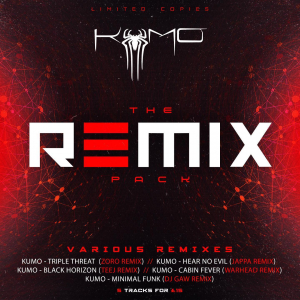 LIMITED COPIES
KUMO
THE
REMIX
PACK
VARIOUS REMIXES
KUMO - TRIPLE THREAT (ZORO REMIX) // KUMO - HEAR NO EVIL (JAPPA REMIX)
KUMO - BLACK HORIZON (TEEJ REMIX) // KUMO - CABIN FEVER (WARHEAD REMIX)
KUMO - MINIMAL FUNK (DJ GAW REMIX)
5 TRACKS FOR